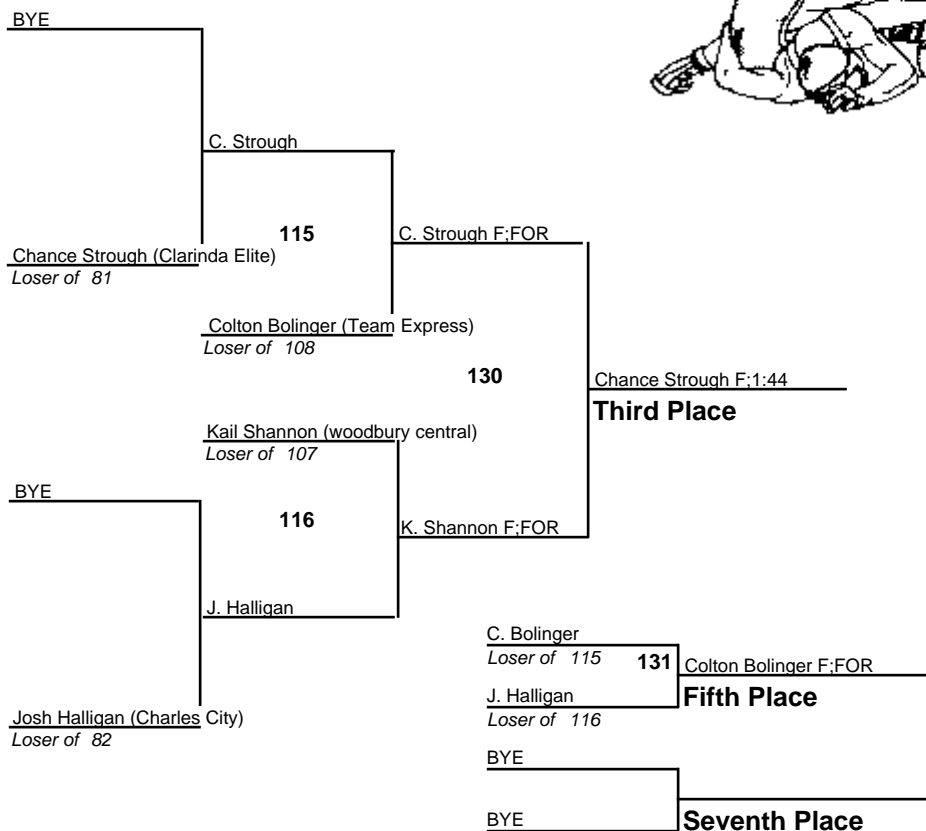 BYE
C. Strough
115
C. Strough F;FOR
Chance Strough (Clarinda Elite)
Loser of 81
Colton Bolinger (Team Express)
Loser of 108
130
Chance Strough F;1:44
Third Place
Kail Shannon (woodbury central)
Loser of 107
BYE
116
K. Shannon F;FOR
J. Halligan
Josh Halligan (Charles City)
Loser of 82
C. Bolinger
Loser of 115
131
Colton Bolinger F;FOR
Fifth Place
J. Halligan
Loser of 116
BYE
BYE
Seventh Place